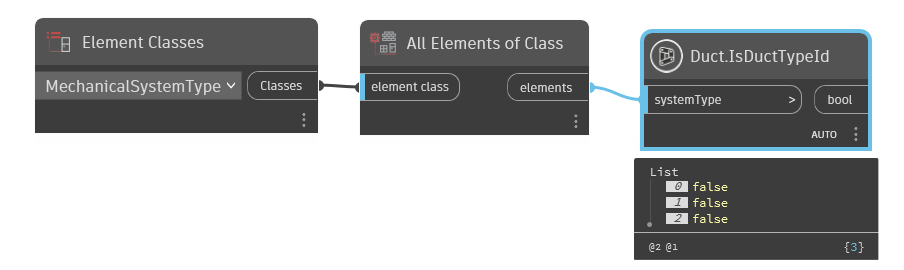 Element Classes
MechanicalSystemType
Classes
All Elements of Class
element class
elements
Duct.IsDuctTypeId
systemType >
bool
AUTO
List
0 false
1 false
2 false
@2 @1
{3}